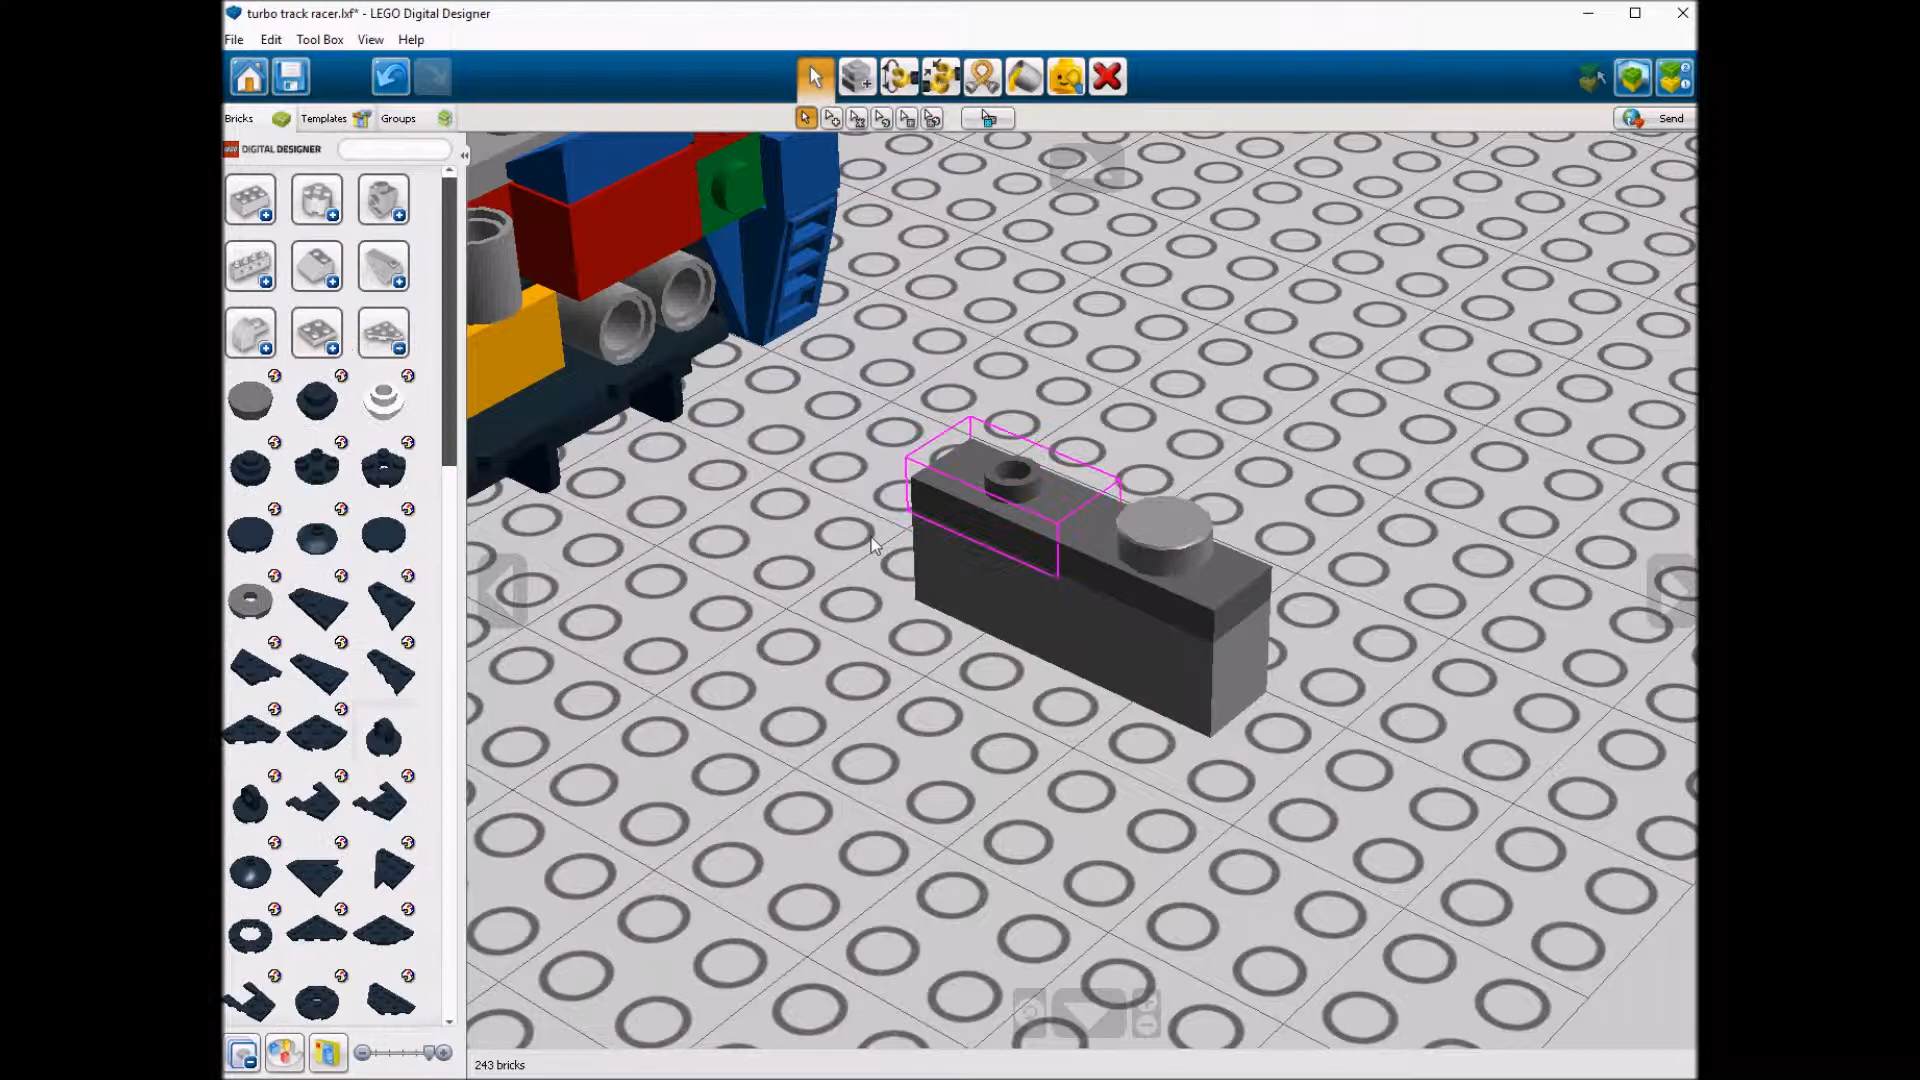 turbo track racer.lxf* - LEGO Digital Designer
File Edit Tool Box View Help
Bricks Templates Groups Send
LEGO DIGITAL DESIGNER
243 bricks